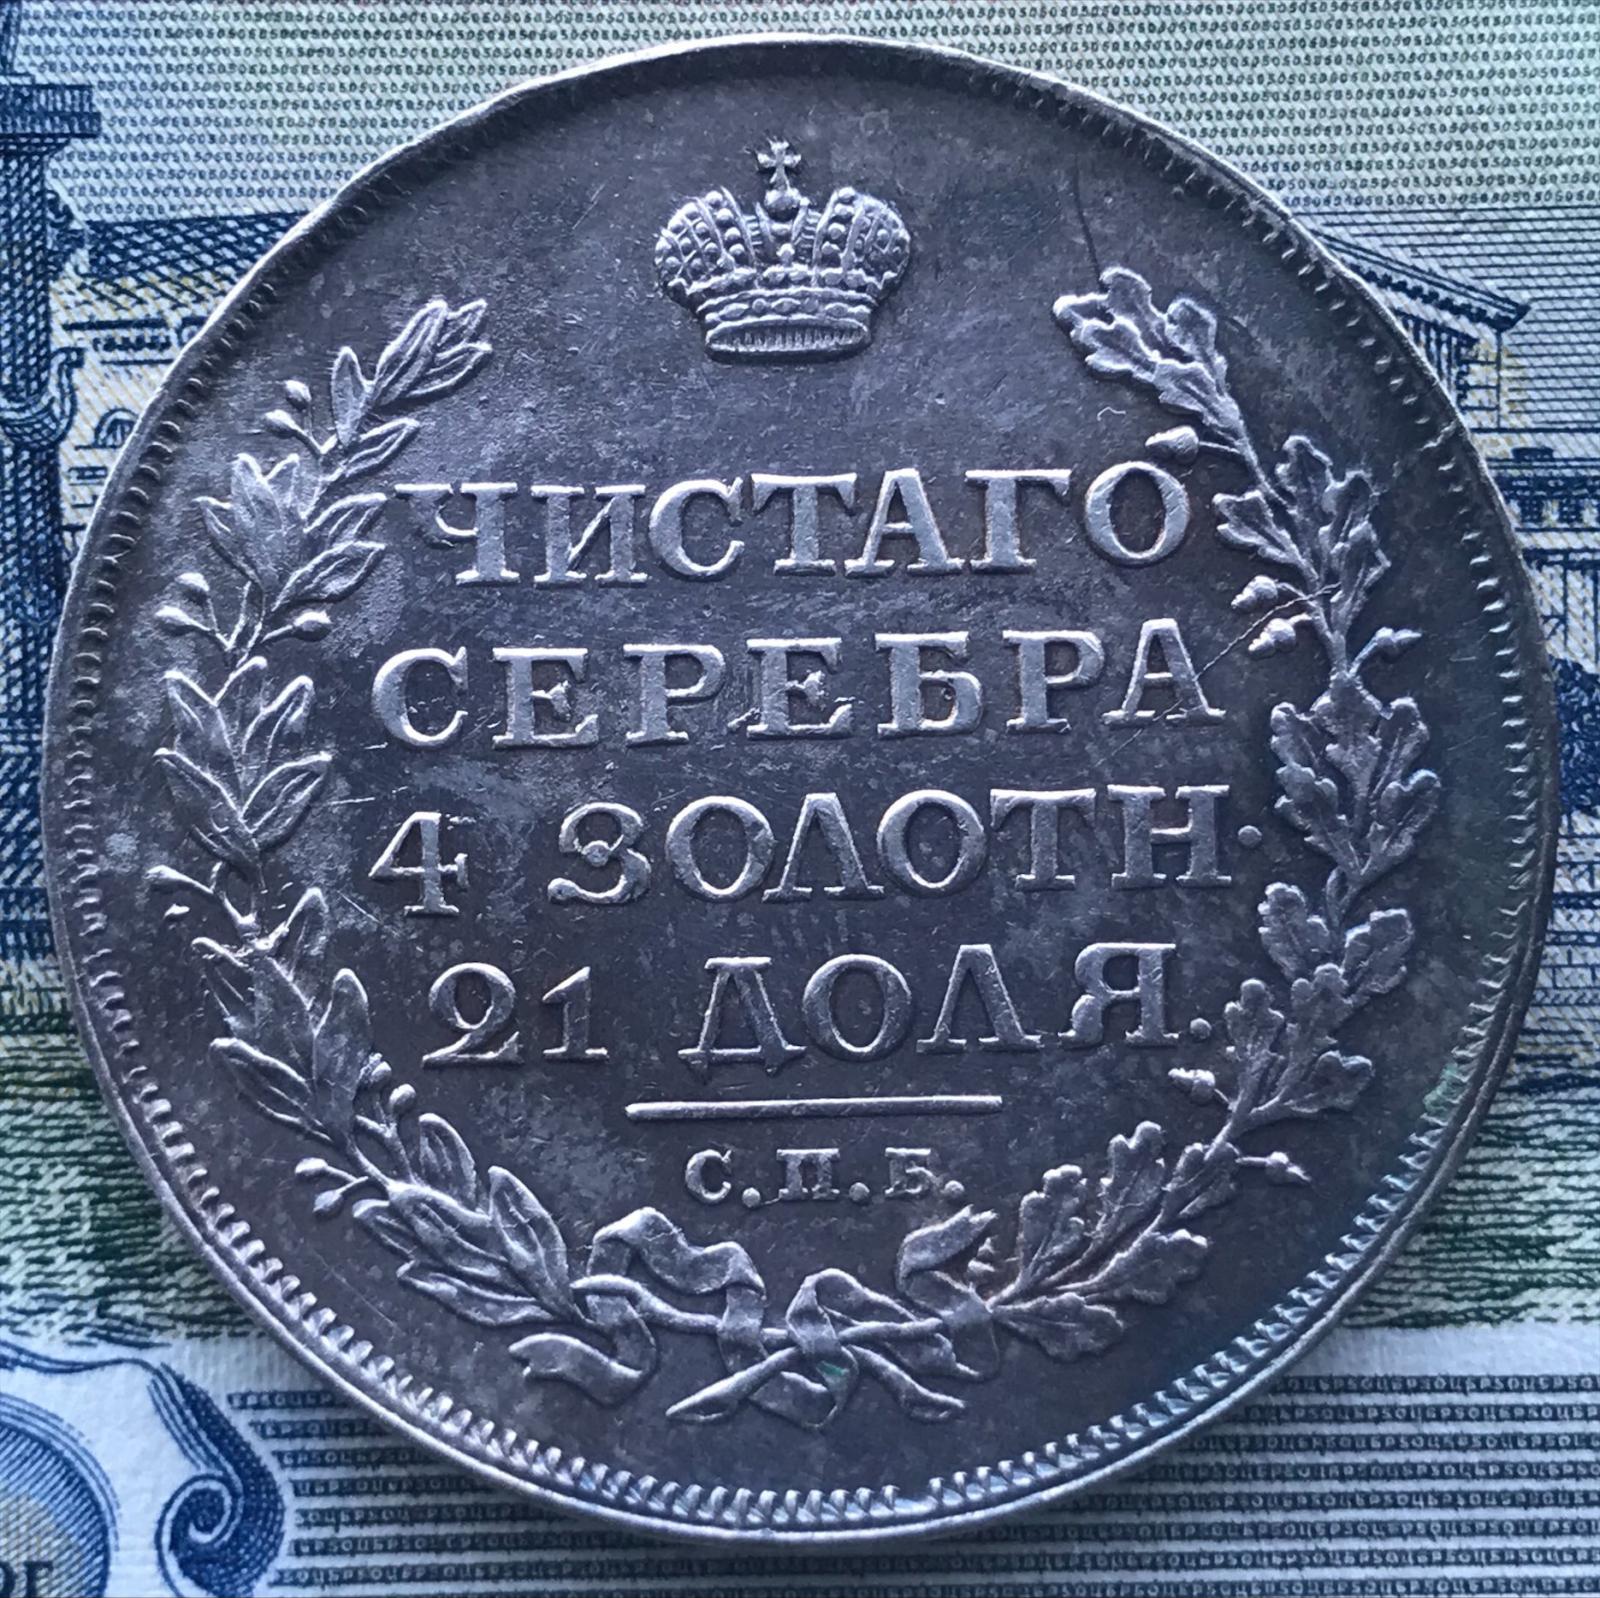 ЧИСТАГО
СЕРЕБРА
4 ЗОЛОТН.
21 ДОЛЯ.
С.П.Б.